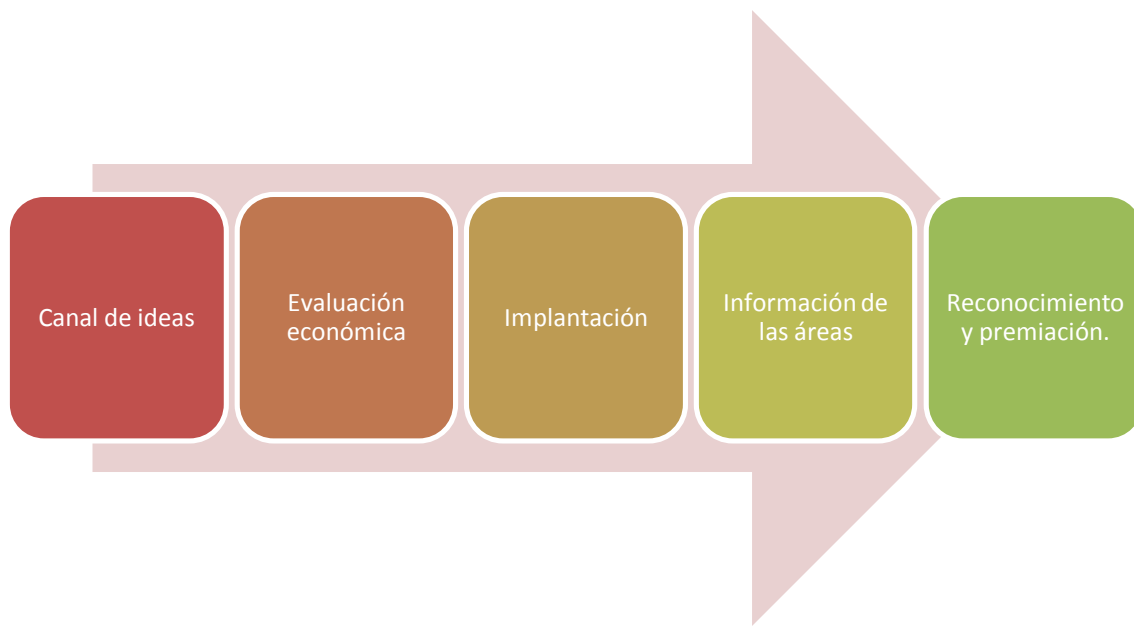 Canal de ideas
Evaluación
económica
Implantación
Información de
las áreas
Reconocimiento
y premiación.